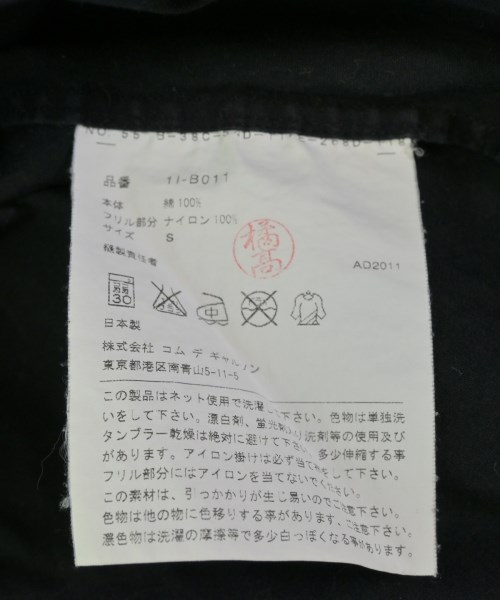 品番 1I-B011
本体 綿100%
フリル部分 ナイロン100%
サイズ S
縫製責任者
橘高
AD2011
30
中
日本製
株式会社 コム デ ギャルソン
東京都港区南青山5-11-5
この製品はネット使用で洗濯して下さい。色物は単独洗
いをして下さい。漂白剤、蛍光剤入り洗剤等の使用及び
タンブラー乾燥は絶対に避けて下さい。多少伸縮する事
があります。アイロン掛けは必ず当て布をして下さい。
フリル部分にはアイロンを当てないでください。
この素材は、引っかかりが生じ易いのでご注意下さい。
色物は他の物に色移りする事があります、ご注意下さい。
濃色物は洗濯の摩擦等で多少白っぽくなる事があります。